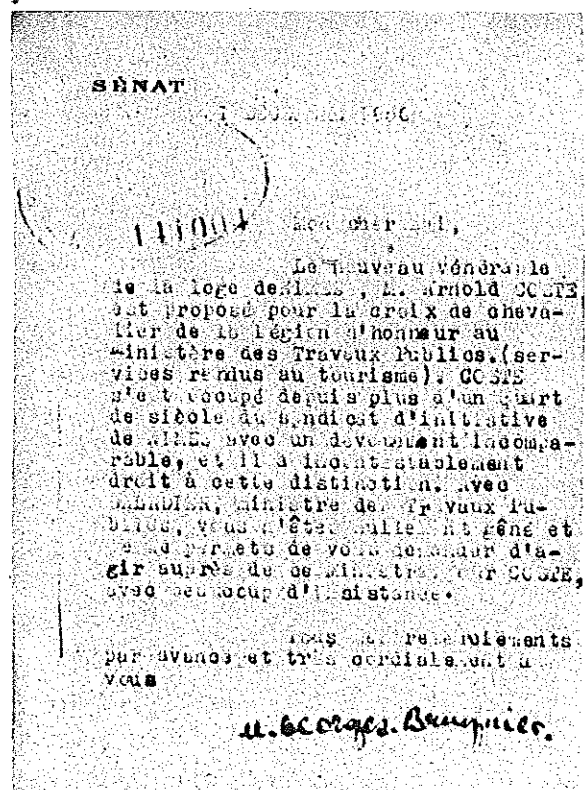 SÉNAT
Mon cher Ami,
Le Nouveau vénérable
de la loge de NIMES, M. Arnold COSTE
est proposé pour la croix de cheva-
lier de la légion d'honneur au
Ministère des Travaux Publics.(ser-
vices rendus au tourisme). COSTE
s'est occupé depuis plus d'un quart
de siècle du syndicat d'initiative
de NIMES avec un dévouement incompa-
rable, et il a incontestablement
droit à cette distinction. Avec
ministre des Travaux Pu-
blics, vous n'êtes nullement gêné et
je me permets de vous demander d'a-
gir auprès de ce Ministre pour COSTE,
avec beaucoup d'insistance.
Tous mes remerciements
par avance et très cordialement à
vous